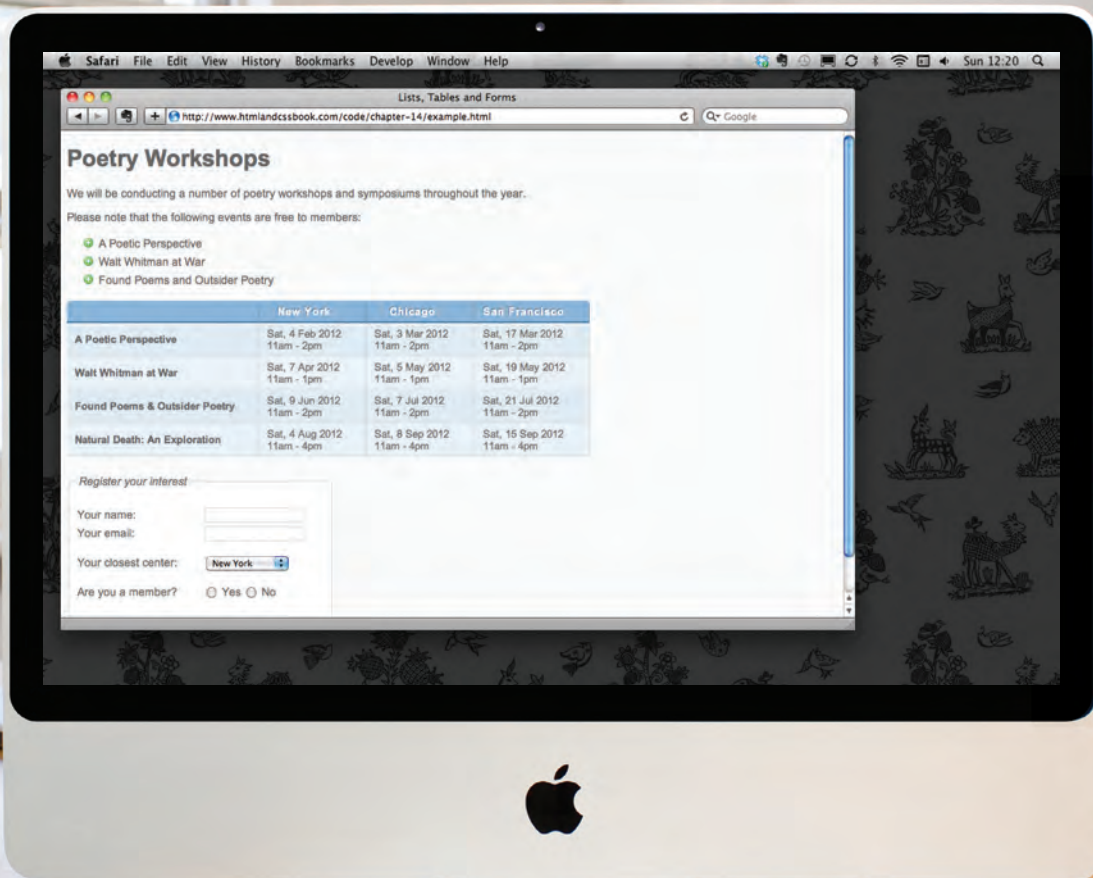 Safari File Edit View History Bookmarks Develop Window Help Sun 12:20
Lists, Tables and Forms
http://www.htmlandcssbook.com/code/chapter-14/example.html Google
Poetry Workshops
We will be conducting a number of poetry workshops and symposiums throughout the year.
Please note that the following events are free to members:
A Poetic Perspective
Walt Whitman at War
Found Poems and Outsider Poetry
New York Chicago San Francisco
A Poetic Perspective
Sat, 4 Feb 2012 Sat, 3 Mar 2012 Sat, 17 Mar 2012
11am - 2pm 11am - 2pm 11am - 2pm
Walt Whitman at War
Sat, 7 Apr 2012 Sat, 5 May 2012 Sat, 19 May 2012
11am - 1pm 11am - 1pm 11am - 1pm
Found Poems & Outsider Poetry
Sat, 9 Jun 2012 Sat, 7 Jul 2012 Sat, 21 Jul 2012
11am - 2pm 11am - 2pm 11am - 2pm
Natural Death: An Exploration
Sat, 4 Aug 2012 Sat, 8 Sep 2012 Sat, 15 Sep 2012
11am - 4pm 11am - 4pm 11am - 4pm
Register your interest
Your name:
Your email:
Your closest center: New York
Are you a member? Yes No